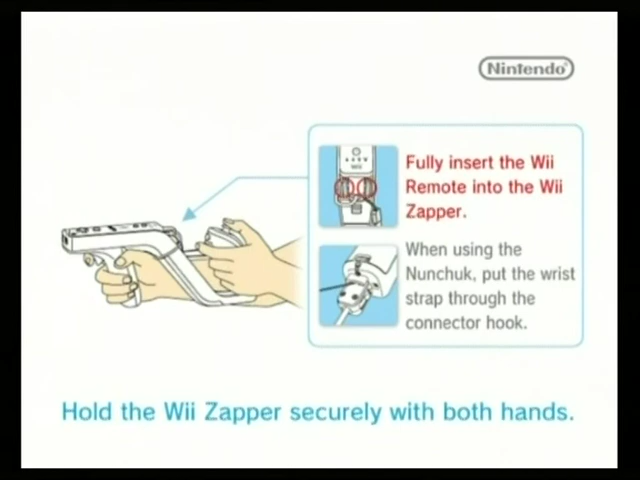 Nintendo
Fully insert the Wii
Remote into the Wii
Zapper.
When using the
Nunchuk, put the wrist
strap through the
connector hook.
Hold the Wii Zapper securely with both hands.